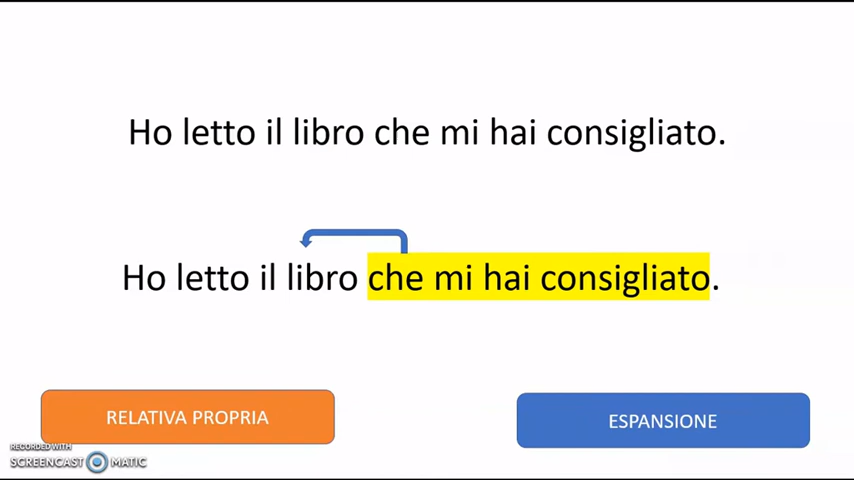 Ho letto il libro che mi hai consigliato.
Ho letto il libro che mi hai consigliato.
RELATIVA PROPRIA
ESPANSIONE
RECORDED WITH
SCREENCAST MATIC